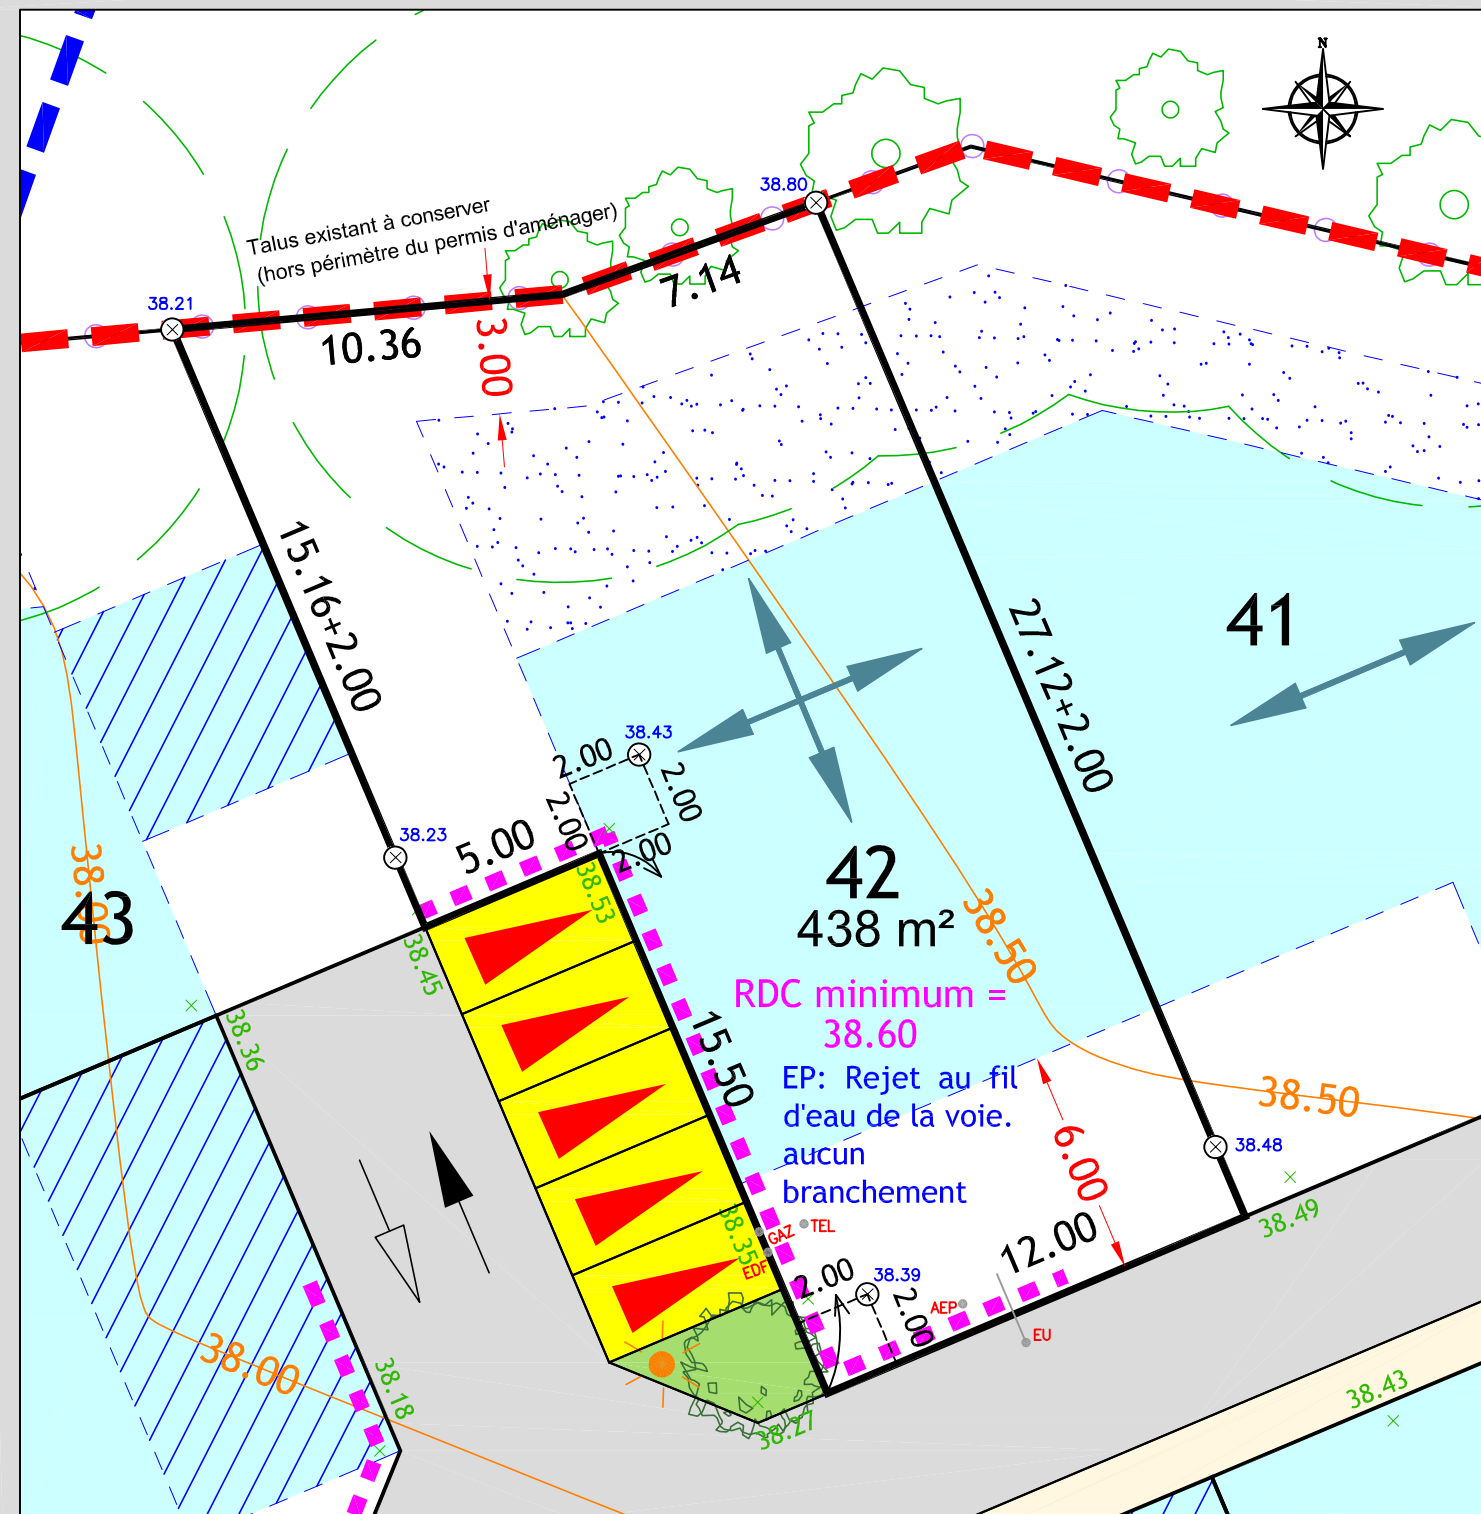 N
38.80
Talus existant à conserver
(hors périmètre du permis d'aménager)
7.14
38.21
10.36
3.00
15.16+2.00
27.12+2.00
41
38.43
2.00
2.00
2.00
2.00
38.23
5.00
38.53
42
438 m²
38.00
43
38.45
38.50
RDC minimum =
38.60
38.36
15.50
EP: Rejet au fil
d'eau de la voie.
aucun
branchement
38.50
6.00
38.48
38.35
GAZ
TEL
EDF
12.00
38.49
2.00
38.39
2.00
AEP
EU
38.00
38.18
38.27
38.43